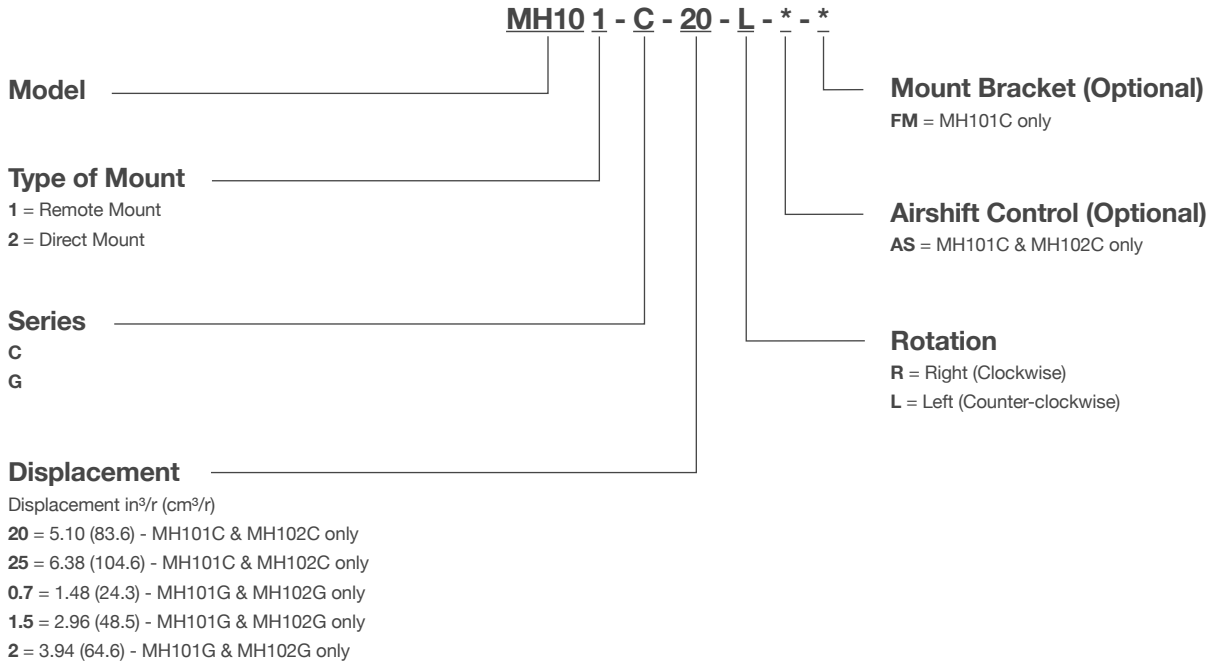 MH10 1 - C - 20 - L - * - *
Model
Type of Mount
1 = Remote Mount
2 = Direct Mount
Series
C
G
Displacement
Displacement in³/r (cm³/r)
20 = 5.10 (83.6) - MH101C & MH102C only
25 = 6.38 (104.6) - MH101C & MH102C only
0.7 = 1.48 (24.3) - MH101G & MH102G only
1.5 = 2.96 (48.5) - MH101G & MH102G only
2 = 3.94 (64.6) - MH101G & MH102G only
Mount Bracket (Optional)
FM = MH101C only
Airshift Control (Optional)
AS = MH101C & MH102C only
Rotation
R = Right (Clockwise)
L = Left (Counter-clockwise)